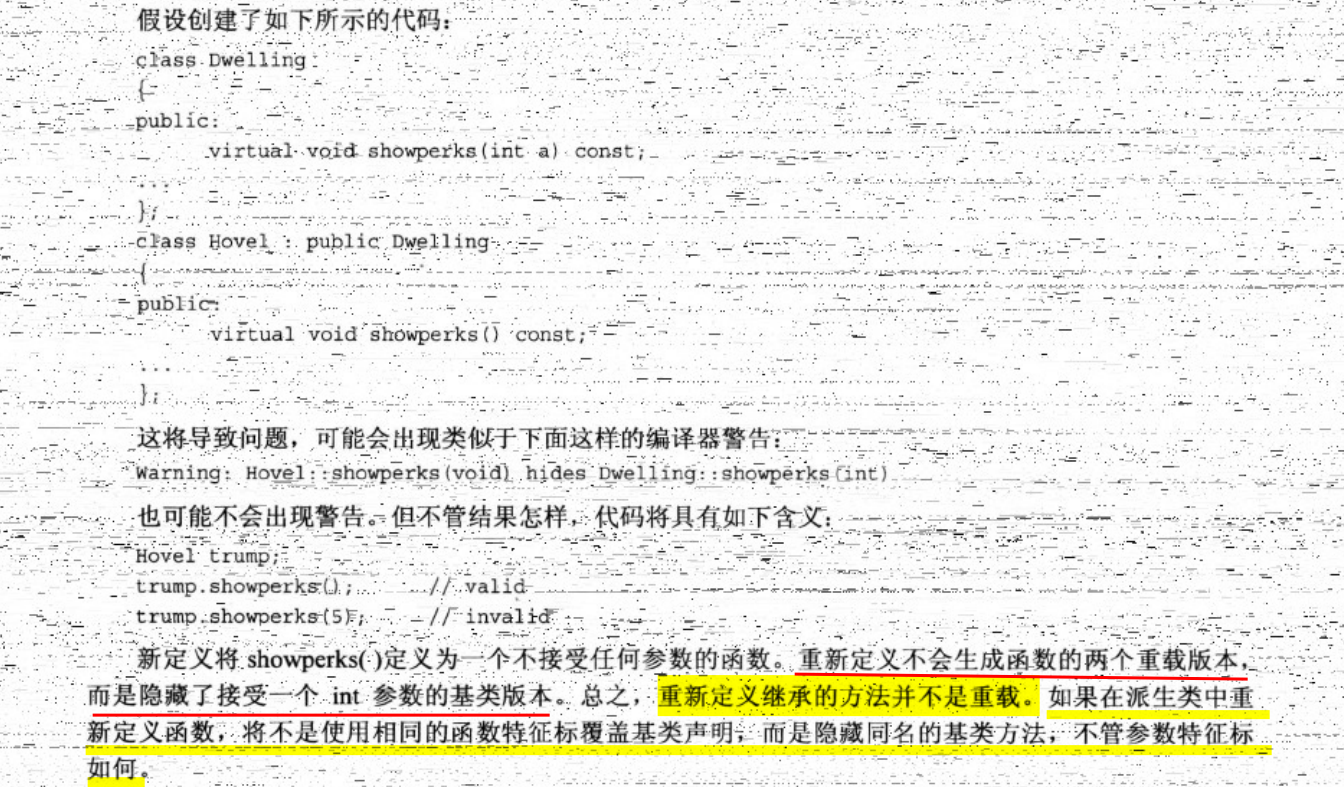 假设创建了如下所示的代码：
class Dwelling
{
public:
virtual void showperks(int a) const;
...
};
class Hovel : public Dwelling
{
public:
virtual void showperks() const;
...
};
这将导致问题，可能会出现类似于下面这样的编译器警告：
Warning: Hovel::showperks(void) hides Dwelling::showperks(int)
也可能不会出现警告。但不管结果怎样，代码将具有如下含义：
Hovel trump;
trump.showperks(); // valid
trump.showperks(5); // invalid
新定义将 showperks( )定义为一个不接受任何参数的函数。重新定义不会生成函数的两个重载版本，
而是隐藏了接受一个 int 参数的基类版本。总之，重新定义继承的方法并不是重载。如果在派生类中重
新定义函数，将不是使用相同的函数特征标覆盖基类声明，而是隐藏同名的基类方法，不管参数特征标
如何。